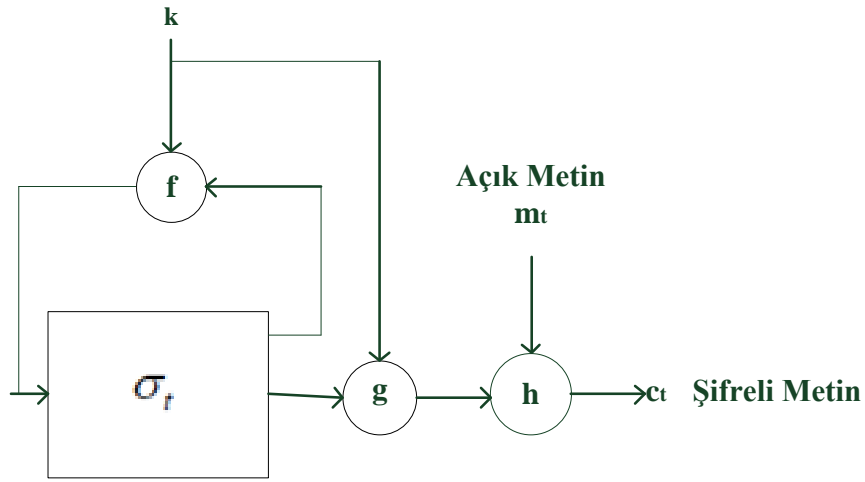 k
f
Açık Metin
mt
σt
g
h
ct Şifreli Metin